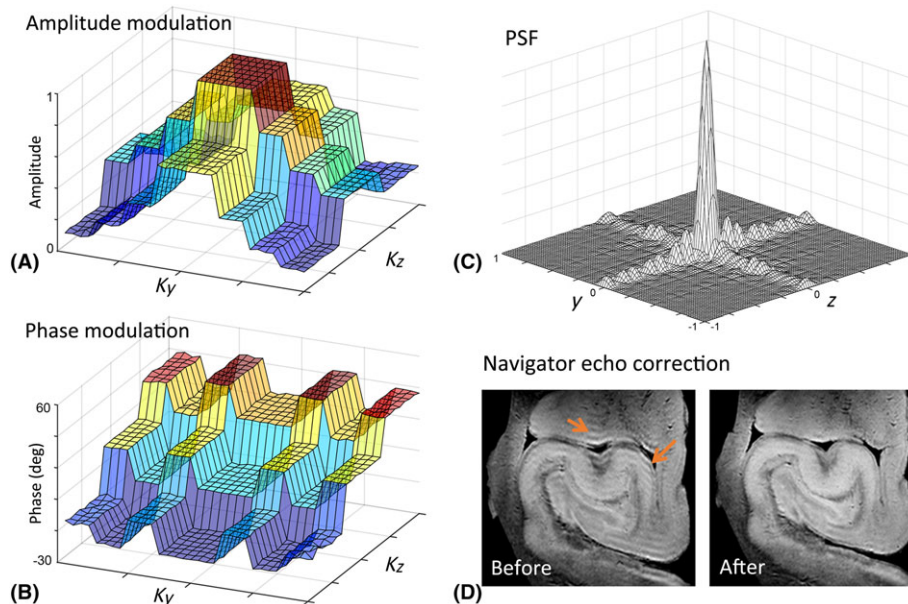 Amplitude modulation
1
Amplitude
0
(A)
Ky
Kz
Phase modulation
60
Phase (deg)
-30
(B)
Ky
Kz
PSF
(C)
1
y
0
-1
-1
0
z
Navigator echo correction
Before
(D)
After